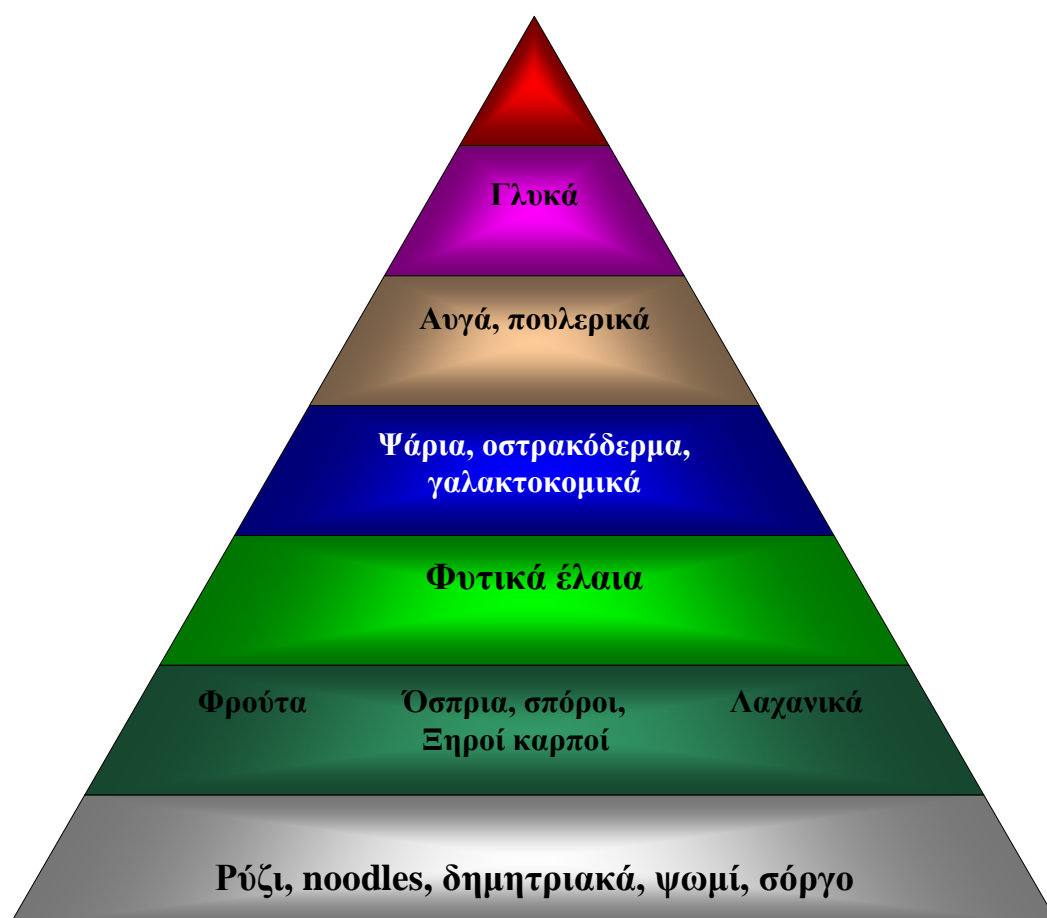 Γλυκά
Αυγά, πουλερικά
Ψάρια, οστρακόδερμα,
γαλακτοκομικά
Φυτικά έλαια
Φρούτα Όσπρια, σπόροι, Λαχανικά
Ξηροί καρποί
Ρύζι, noodles, δημητριακά, ψωμί, σόργο